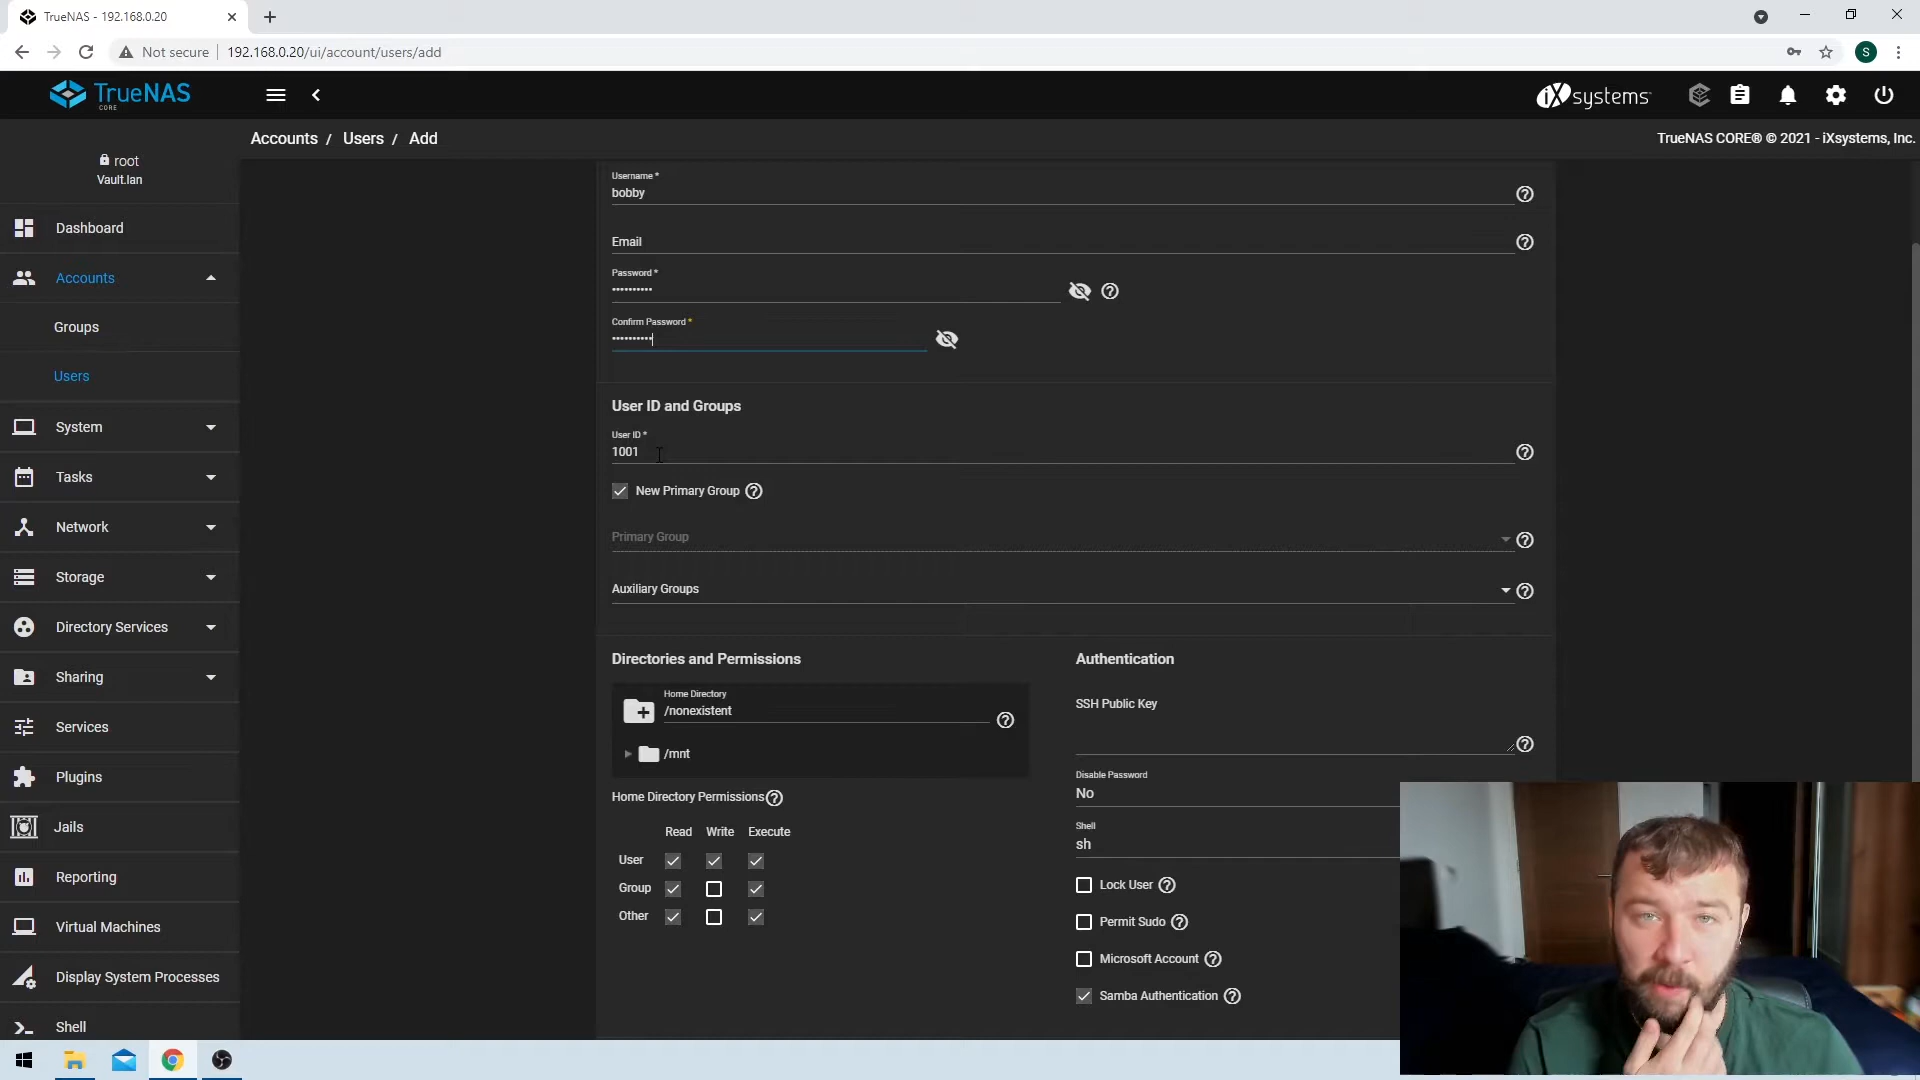 TrueNAS - 192.168.0.20
Not secure
192.168.0.20/ui/account/users/add
S
TrueNAS
CORE
iXsystems
Accounts / Users / Add
TrueNAS CORE® © 2021 - iXsystems, Inc.
root
Vault.lan
Dashboard
Accounts
Groups
Users
System
Tasks
Network
Storage
Directory Services
Sharing
Services
Plugins
Jails
Reporting
Virtual Machines
Display System Processes
Shell
Username *
bobby
Email
Password *
••••••••••
Confirm Password *
••••••••••
User ID and Groups
User ID *
1001
New Primary Group
Primary Group
Auxiliary Groups
Directories and Permissions
Home Directory
/nonexistent
/mnt
Home Directory Permissions
Read Write Execute
User
Group
Other
Authentication
SSH Public Key
Disable Password
No
Shell
sh
Lock User
Permit Sudo
Microsoft Account
Samba Authentication